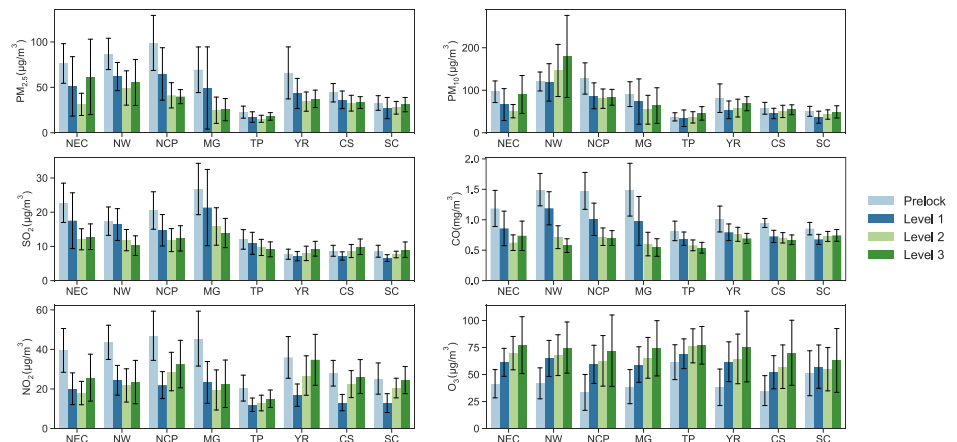 PM2.5(μg/m³)
100
50
0
NEC NW NCP MG TP YR CS SC
PM10(μg/m³)
200
100
0
NEC NW NCP MG TP YR CS SC
SO2(μg/m³)
30
20
10
0
NEC NW NCP MG TP YR CS SC
CO(mg/m³)
2.0
1.5
1.0
0.5
0.0
NEC NW NCP MG TP YR CS SC
Prelock
Level 1
Level 2
Level 3
NO2(μg/m³)
60
40
20
0
NEC NW NCP MG TP YR CS SC
O3(μg/m³)
100
75
50
25
0
NEC NW NCP MG TP YR CS SC